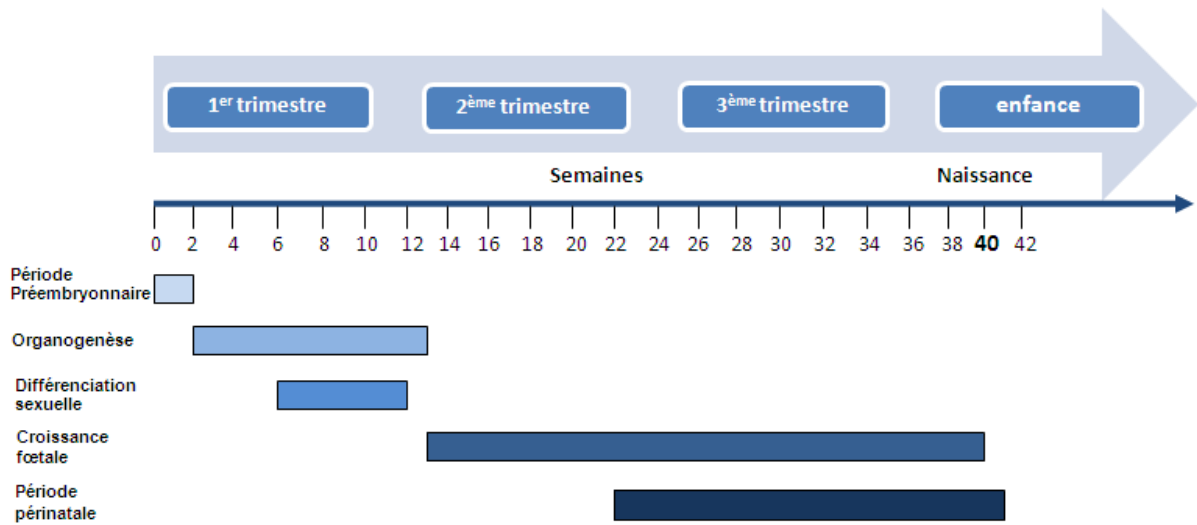 1er trimestre
2ème trimestre
3ème trimestre
enfance
Semaines
Naissance
0 2 4 6 8 10 12 14 16 18 20 22 24 26 28 30 32 34 36 38 40 42
Période
Préembryonnaire
Organogenèse
Différenciation
sexuelle
Croissance
fœtale
Période
périnatale